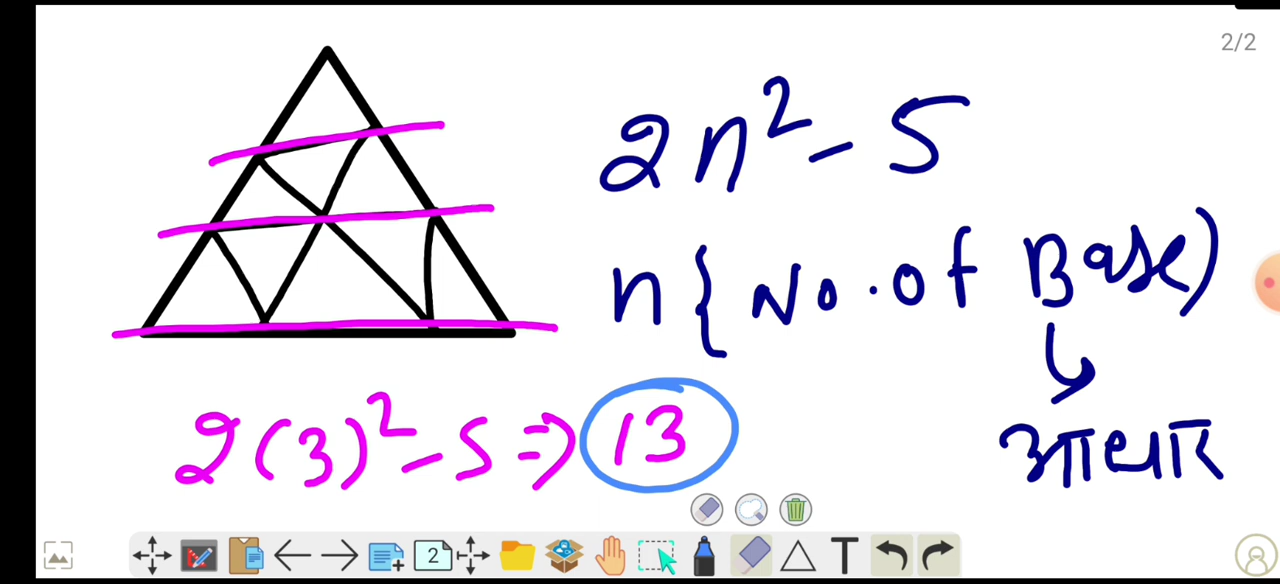 2/2
2n² - 5
n { No. of Base)
आधार
2(3)² - 5 ⇒ 13
2
T